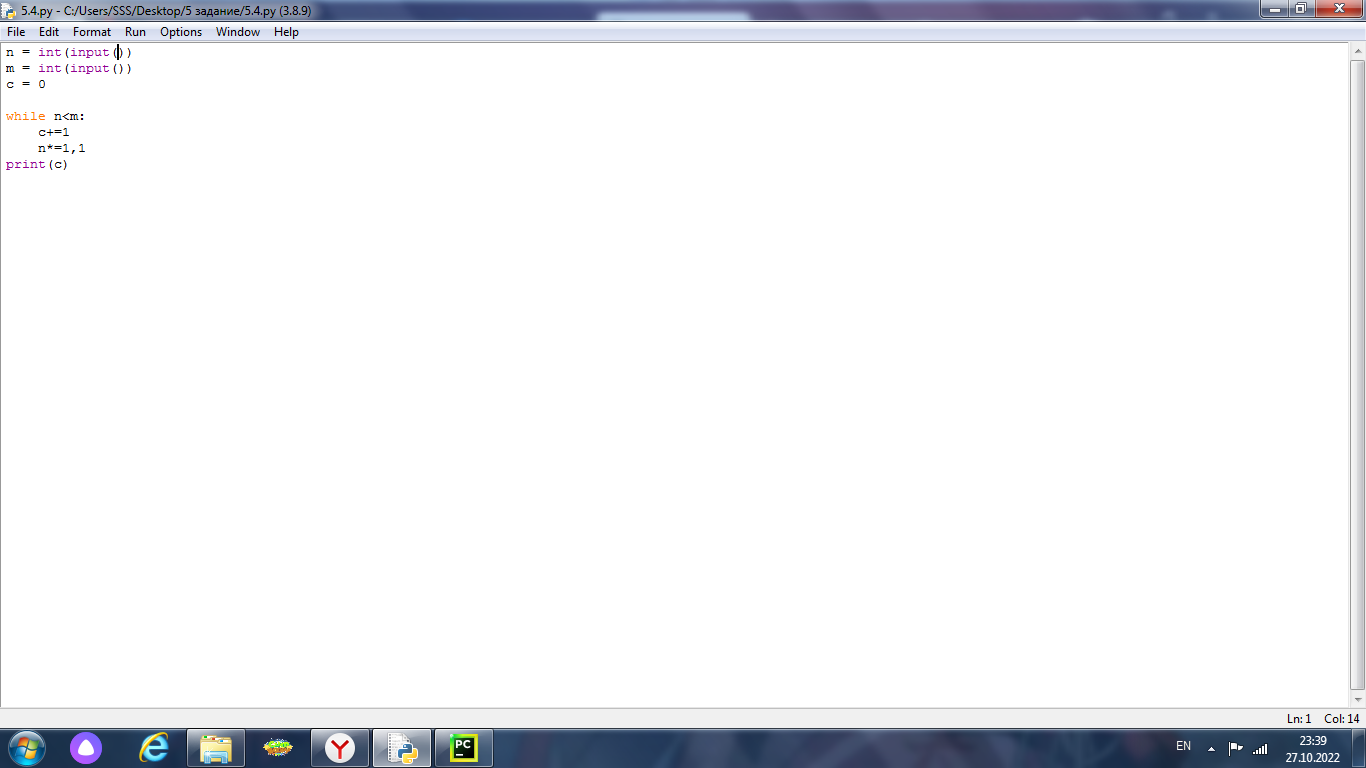 5.4.py - C:/Users/SSS/Desktop/5 задание/5.4.py (3.8.9)
File Edit Format Run Options Window Help
n = int(input())
m = int(input())
c = 0
while n<m:
    c+=1
    n*=1,1
print(c)
Ln: 1 Col: 14
PC
EN
23:39
27.10.2022